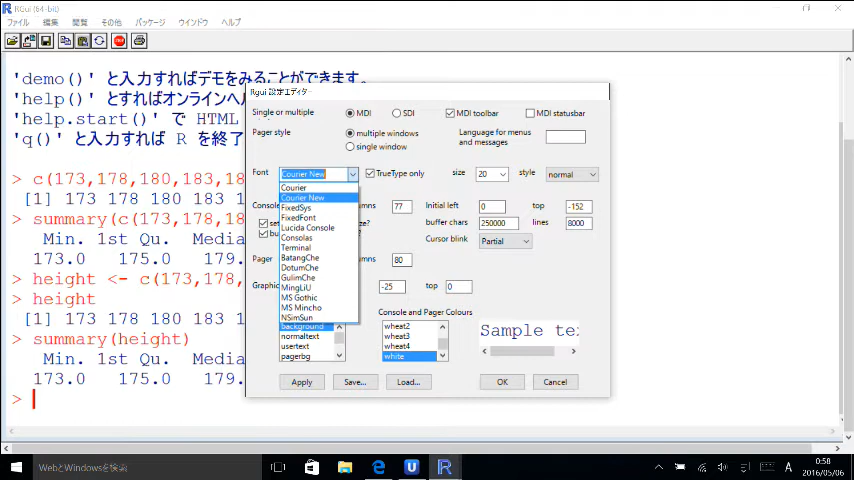 RGui (64-bit)
ファイル 編集 閲覧 その他 パッケージ ウインドウ ヘルプ
'demo()' と入力すればデモをみることができます。
'help()' とすればオンラインヘ
'help.start()' で HTML
'q()' と入力すれば R を終了
> c(173,178,180,183,18
[1] 173 178 180 183 1
> summary(c(173,178,18
Min. 1st Qu. Media
173.0 175.0 179.
> height <- c(173,178,
> height
[1] 173 178 180 183 1
> summary(height)
Min. 1st Qu. Media
173.0 175.0 179.
>
Rgui 設定エディター
Single or multiple MDI SDI MDI toolbar MDI statusbar
Pager style multiple windows single window Language for menus and messages
Font Courier New TrueType only size 20 style normal
Courier
Courier New
FixedSys
FixedFont
Lucida Console
Consolas
Terminal
BatangChe
DotumChe
GulimChe
MingLiU
MS Gothic
MS Mincho
NSimSun
77 Initial left 0 top -152
set ze? buffer chars 250000 lines 8000
Cursor blink Partial
Pager umns 80
Graphic -25 top 0
Console and Pager Colours
background
normaltext
usertext
pagerbg
wheat2
wheat3
wheat4
white
Sample te
Apply Save... Load... OK Cancel
WebとWindowsを検索
A
0:58
2016/05/06